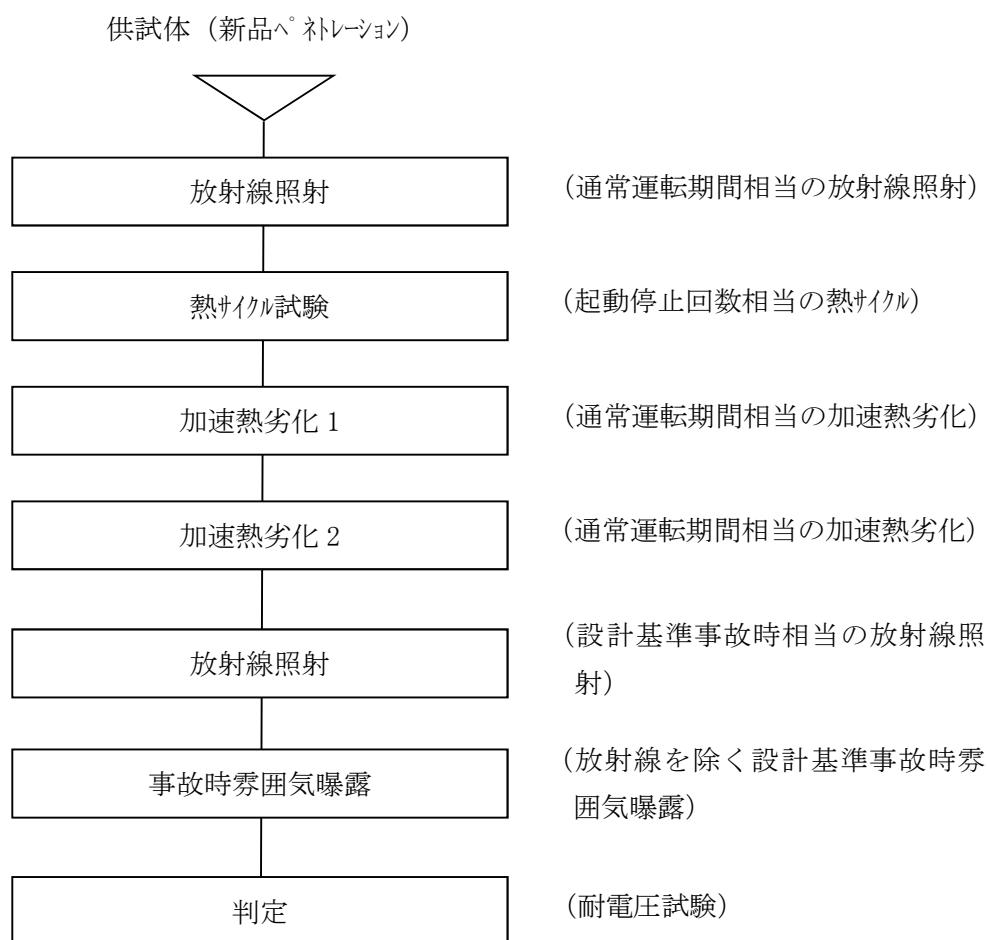 供試体（新品ﾍﾟﾈﾄﾚｰｼｮﾝ）
放射線照射
（通常運転期間相当の放射線照射）
熱ｻｲｸﾙ試験
（起動停止回数相当の熱ｻｲｸﾙ）
加速熱劣化 1
（通常運転期間相当の加速熱劣化）
加速熱劣化 2
（通常運転期間相当の加速熱劣化）
放射線照射
（設計基準事故時相当の放射線照
射）
事故時雰囲気曝露
（放射線を除く設計基準事故時雰
囲気曝露）
判定
（耐電圧試験）